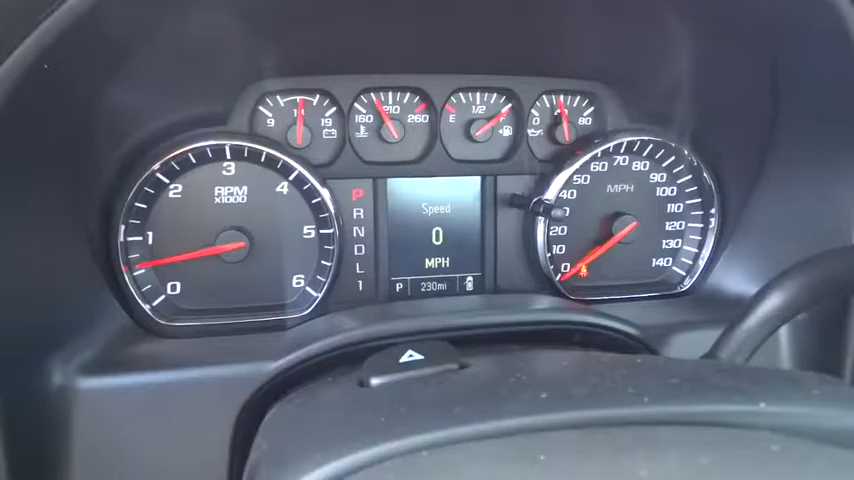 9 19
160 210 260
E 1/2
0 80
0 1 2 3 4 5 6
RPM
x1000
P
R
N
D
L
1
Speed
0
MPH
P 230mi
MPH
0 10 20 40 50 60 70 80 90 100 110 120 130 140